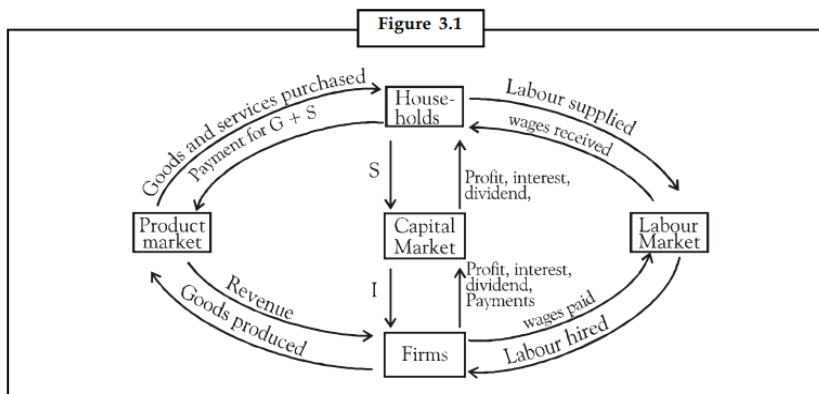 Figure 3.1
Goods and services purchased
Payment for G + S
House-
holds
Labour supplied
wages received
S
Profit, interest,
dividend,
Product
market
Capital
Market
Labour
Market
I
Profit, interest,
dividend,
Payments
Revenue
Goods produced
Firms
wages paid
Labour hired